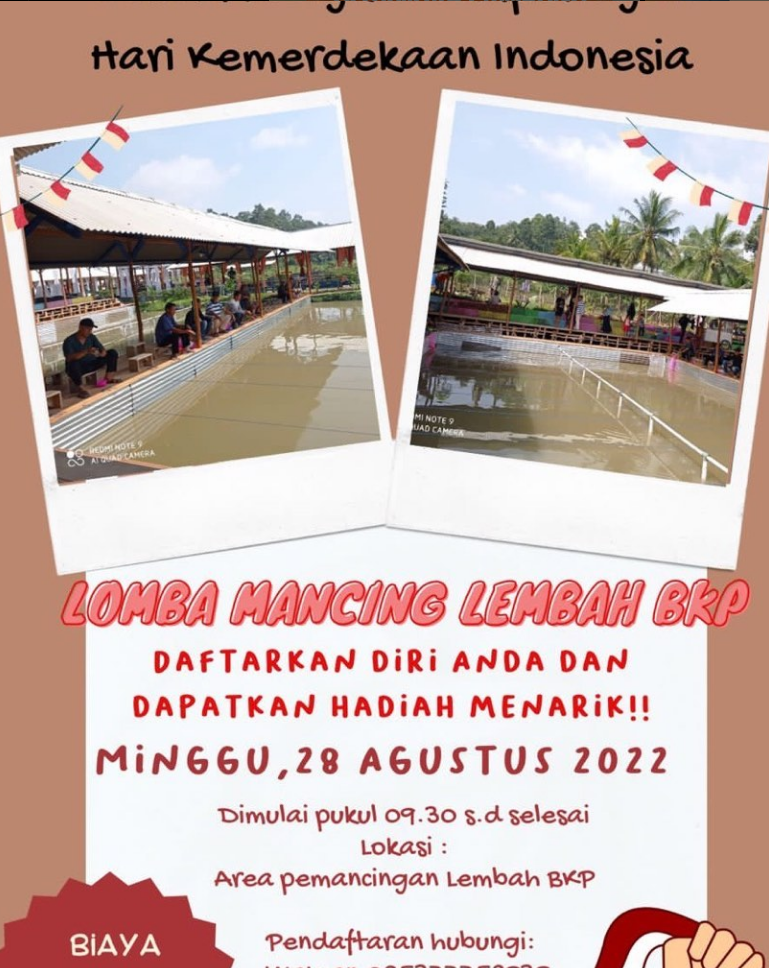 Hari Kemerdekaan Indonesia
REDMI NOTE 9
AI QUAD CAMERA
MI NOTE 9
UAD CAMERA
LOMBA MANCING LEMBAH BKP
DAFTARKAN DIRI ANDA DAN
DAPATKAN HADIAH MENARIK!!
MINGGU,28 AGUSTUS 2022
Dimulai pukul 09.30 s.d selesai
Lokasi :
Area pemancingan Lembah BKP
BIAYA
Pendaftaran hubungi: